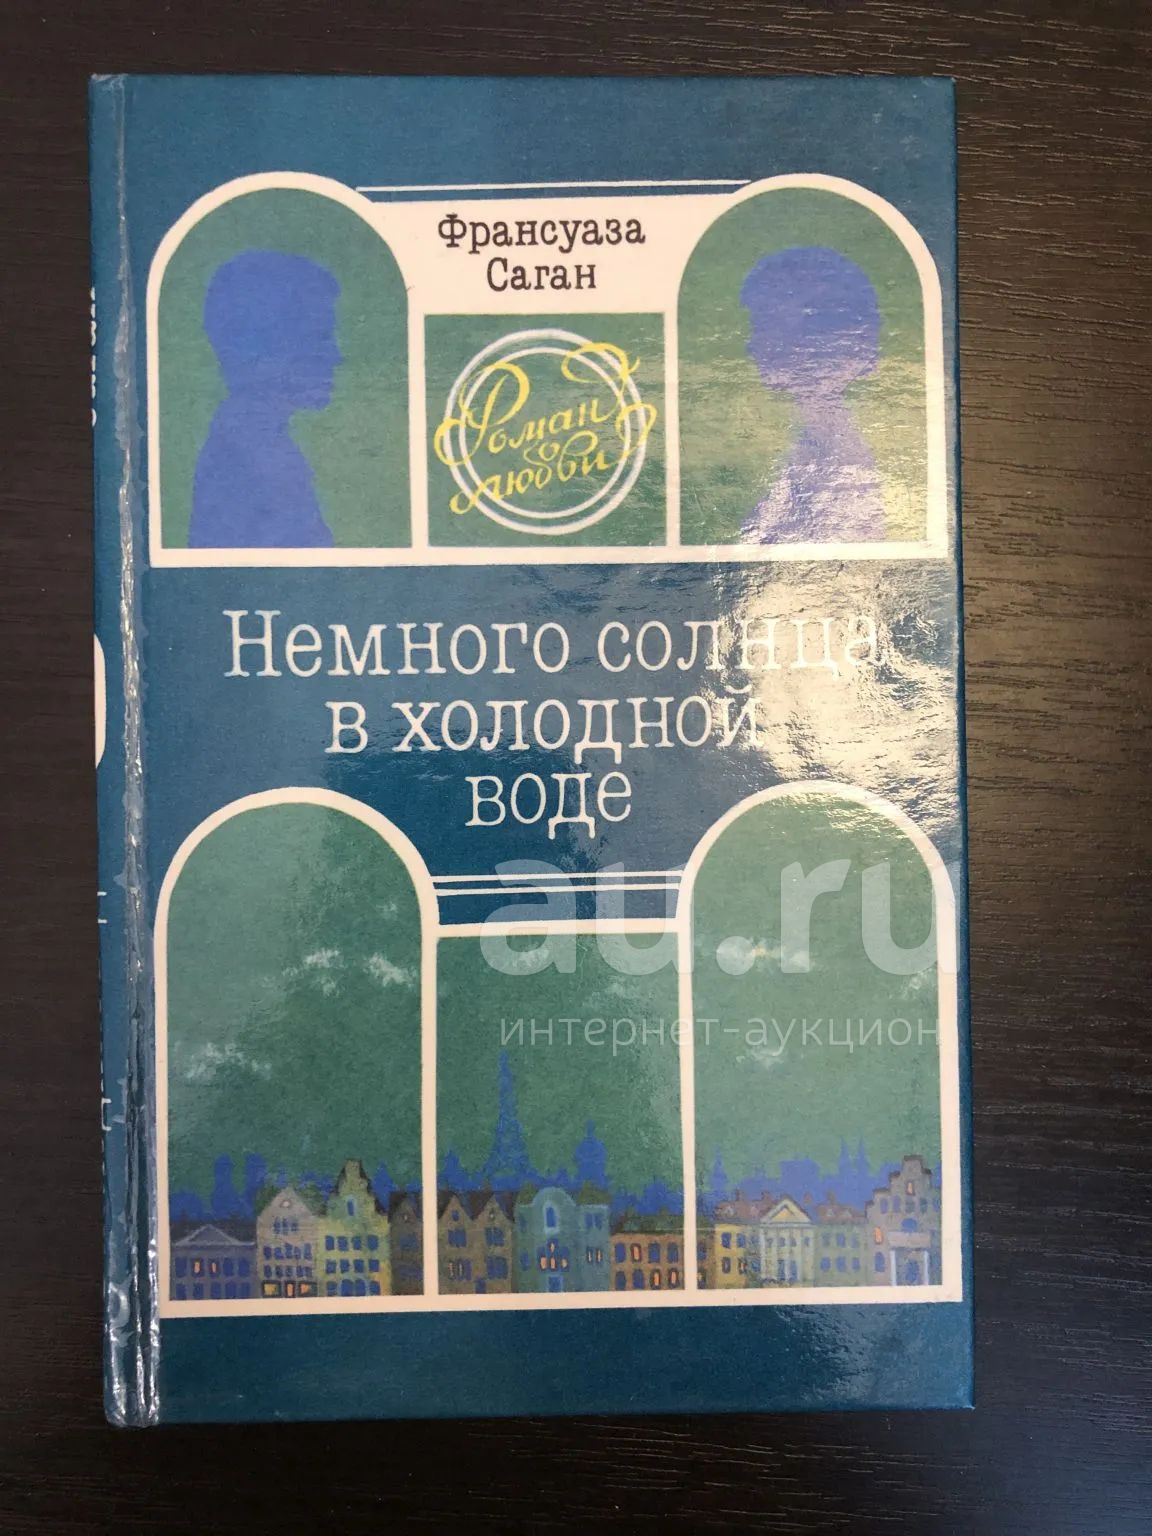 Франсуаза
Саган
Роман
о
любви
Немного солнца
в холодной
воде
au.ru
интернет-аукцион